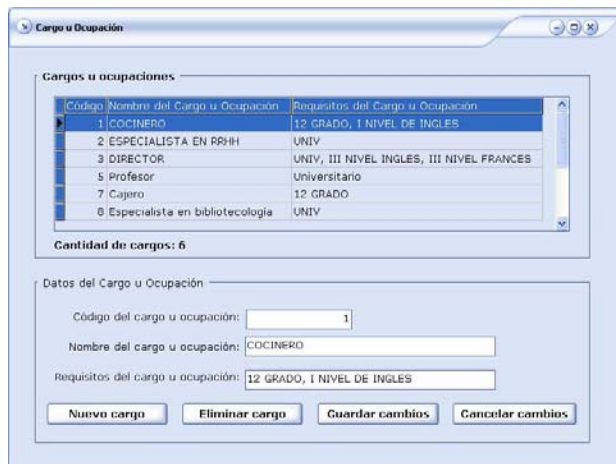 Cargo u Ocupación
Cargos u ocupaciones
Código Nombre del Cargo u Ocupación Requisitos del Cargo u Ocupación
1 COCINERO 12 GRADO, I NIVEL DE INGLES
2 ESPECIALISTA EN RRHH UNIV
3 DIRECTOR UNIV, III NIVEL INGLES, III NIVEL FRANCES
5 Profesor Universitario
7 Cajero 12 GRADO
8 Especialista en bibliotecología UNIV
Cantidad de cargos: 6
Datos del Cargo u Ocupación
Código del cargo u ocupación: 1
Nombre del cargo u ocupación: COCINERO
Requisitos del cargo u ocupación: 12 GRADO, I NIVEL DE INGLES
Nuevo cargo Eliminar cargo Guardar cambios Cancelar cambios